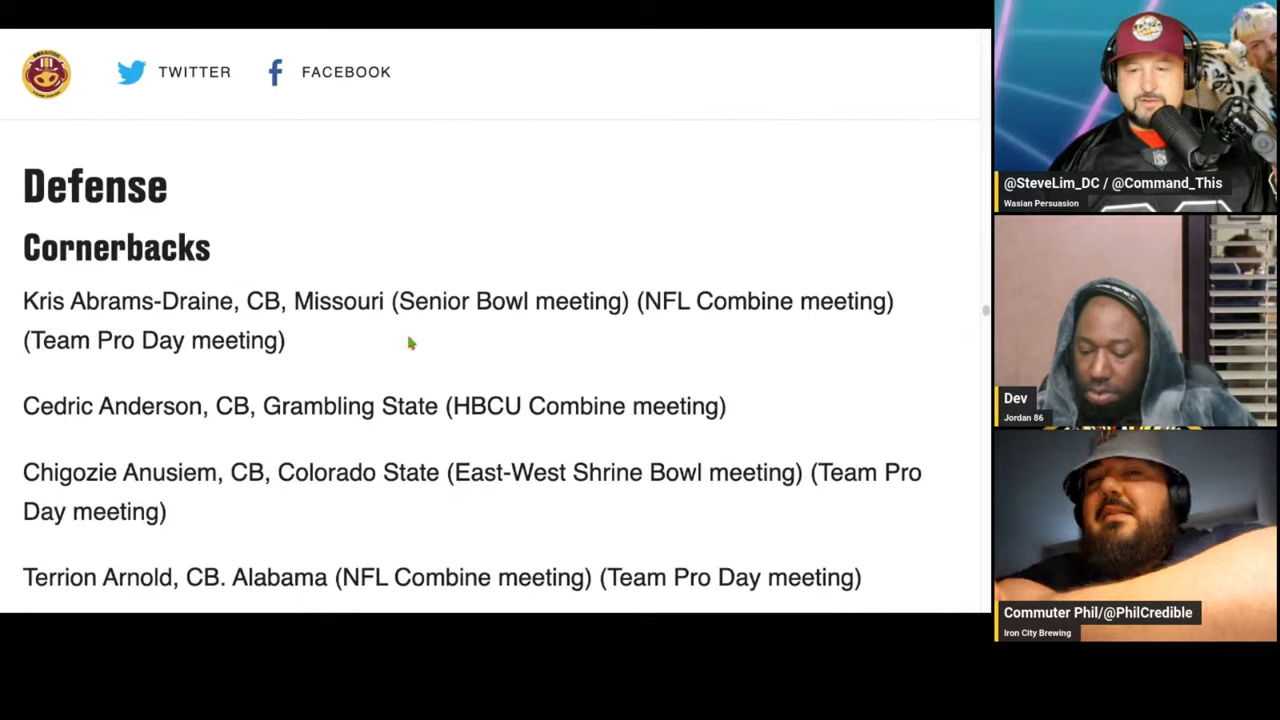 TWITTER
FACEBOOK
Defense
Cornerbacks
Kris Abrams-Draine, CB, Missouri (Senior Bowl meeting) (NFL Combine meeting)
(Team Pro Day meeting)
Cedric Anderson, CB, Grambling State (HBCU Combine meeting)
Chigozie Anusiem, CB, Colorado State (East-West Shrine Bowl meeting) (Team Pro
Day meeting)
Terrion Arnold, CB. Alabama (NFL Combine meeting) (Team Pro Day meeting)
@SteveLim_DC / @Command_This
Wasian Persuasion
Dev
Jordan 86
Commuter Phil/@PhilCredible
Iron City Brewing